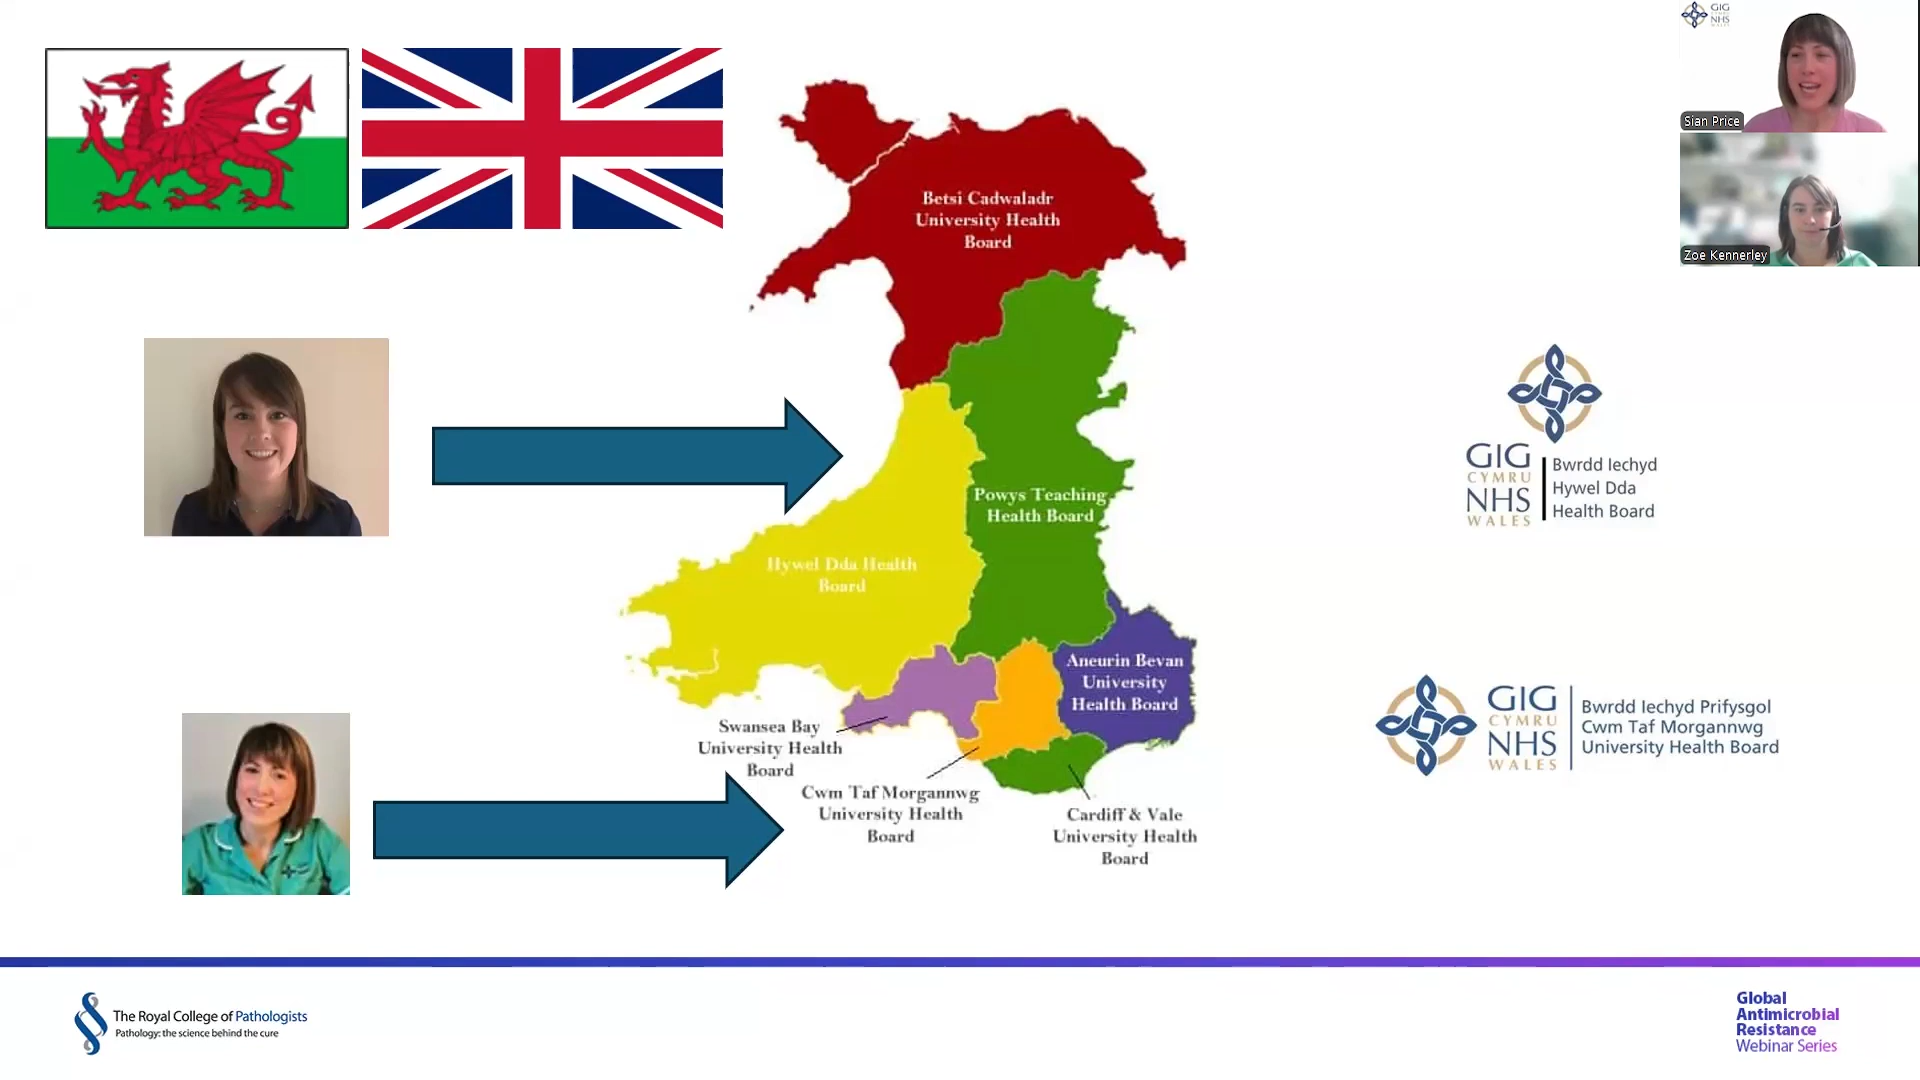 GIG
CYMRU
NHS
WALES
Sian Price
Zoe Kennerley
Betsi Cadwaladr
University Health
Board
Powys Teaching
Health Board
Hywel Dda Health
Board
Aneurin Bevan
University
Health Board
Swansea Bay
University Health
Board
Cwm Taf Morgannwg
University Health
Board
Cardiff & Vale
University Health
Board
GIG
CYMRU
NHS
WALES
Bwrdd Iechyd
Hywel Dda
Health Board
GIG
CYMRU
NHS
WALES
Bwrdd Iechyd Prifysgol
Cwm Taf Morgannwg
University Health Board
The Royal College of Pathologists
Pathology: the science behind the cure
Global
Antimicrobial
Resistance
Webinar Series